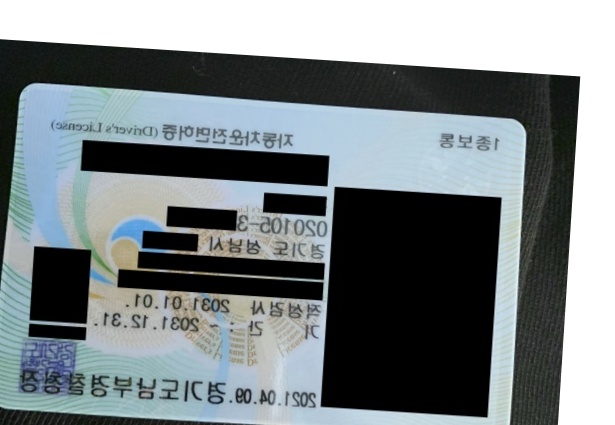 1종보통
자동차운전면허증 (Driver's License)
020105-3
경기도 성남시
적성검사 2031.01.01.
기 간 : ~ 2031.12.31.
2021.04.09. 경기도남부경찰청장